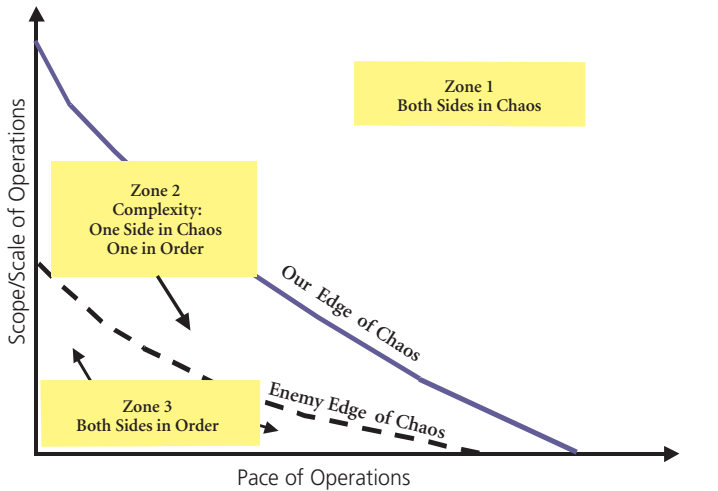 Scope/Scale of Operations
Zone 1
Both Sides in Chaos
Zone 2
Complexity:
One Side in Chaos
One in Order
Our Edge of Chaos
Zone 3
Both Sides in Order
Enemy Edge of Chaos
Pace of Operations